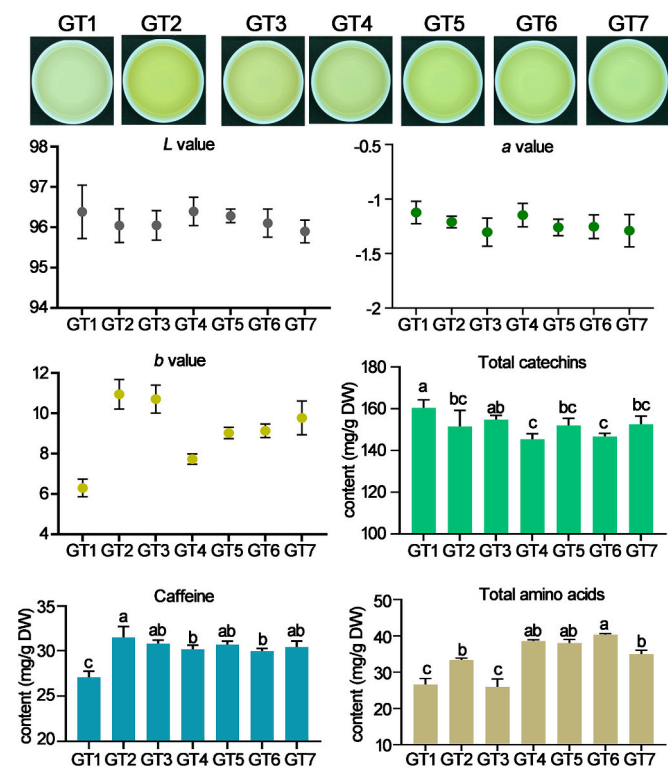 GT1 GT2 GT3 GT4 GT5 GT6 GT7
L value
98
97
96
95
94
GT1 GT2 GT3 GT4 GT5 GT6 GT7
a value
-0.5
-1
-1.5
-2
GT1 GT2 GT3 GT4 GT5 GT6 GT7
b value
12
10
8
6
4
GT1 GT2 GT3 GT4 GT5 GT6 GT7
Total catechins
content (mg/g DW)
180
160
140
120
100
a bc ab c bc c bc
GT1 GT2 GT3 GT4 GT5 GT6 GT7
Caffeine
content (mg/g DW)
35
30
25
20
c a ab b ab b ab
GT1 GT2 GT3 GT4 GT5 GT6 GT7
Total amino acids
content (mg/g DW)
50
40
30
20
10
c b c ab ab a b
GT1 GT2 GT3 GT4 GT5 GT6 GT7